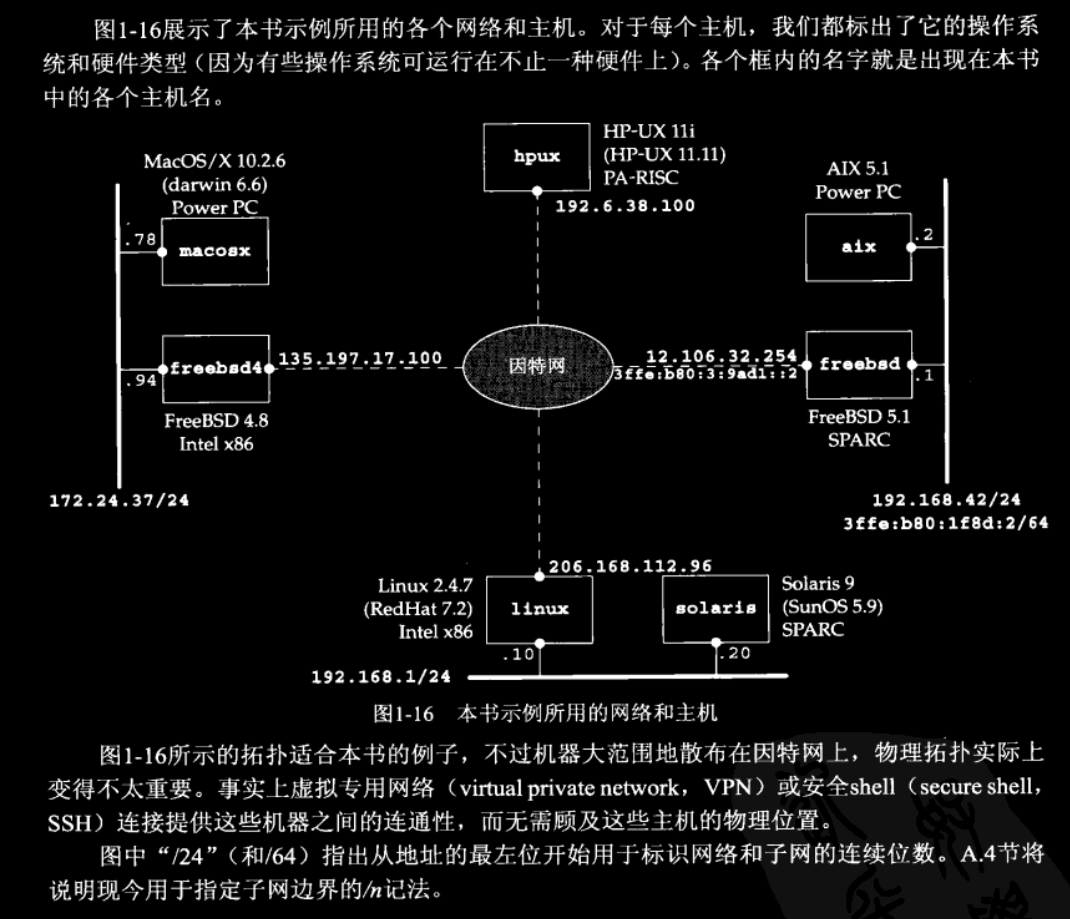 图1-16展示了本书示例所用的各个网络和主机。对于每个主机，我们都标出了它的操作系
统和硬件类型（因为有些操作系统可运行在不止一种硬件上）。各个框内的名字就是出现在本书
中的各个主机名。
HP-UX 11i
(HP-UX 11.11)
PA-RISC
hpux
192.6.38.100
MacOS/X 10.2.6
(darwin 6.6)
Power PC
.78
macosx
AIX 5.1
Power PC
aix
.2
.94
freebsd4
135.197.17.100
FreeBSD 4.8
Intel x86
172.24.37/24
因特网
12.106.32.254
3ffe:b80:3:9ad1::2
freebsd
.1
FreeBSD 5.1
SPARC
192.168.42/24
3ffe:b80:1f8d:2/64
206.168.112.96
Linux 2.4.7
(RedHat 7.2)
Intel x86
linux
.10
solaris
.20
Solaris 9
(SunOS 5.9)
SPARC
192.168.1/24
图1-16 本书示例所用的网络和主机
图1-16所示的拓扑适合本书的例子，不过机器大范围地散布在因特网上，物理拓扑实际上
变得不太重要。事实上虚拟专用网络（virtual private network，VPN）或安全shell（secure shell，
SSH）连接提供这些机器之间的连通性，而无需顾及这些主机的物理位置。
图中“/24”（和/64）指出从地址的最左位开始用于标识网络和子网的连续位数。A.4节将
说明现今用于指定子网边界的/n记法。